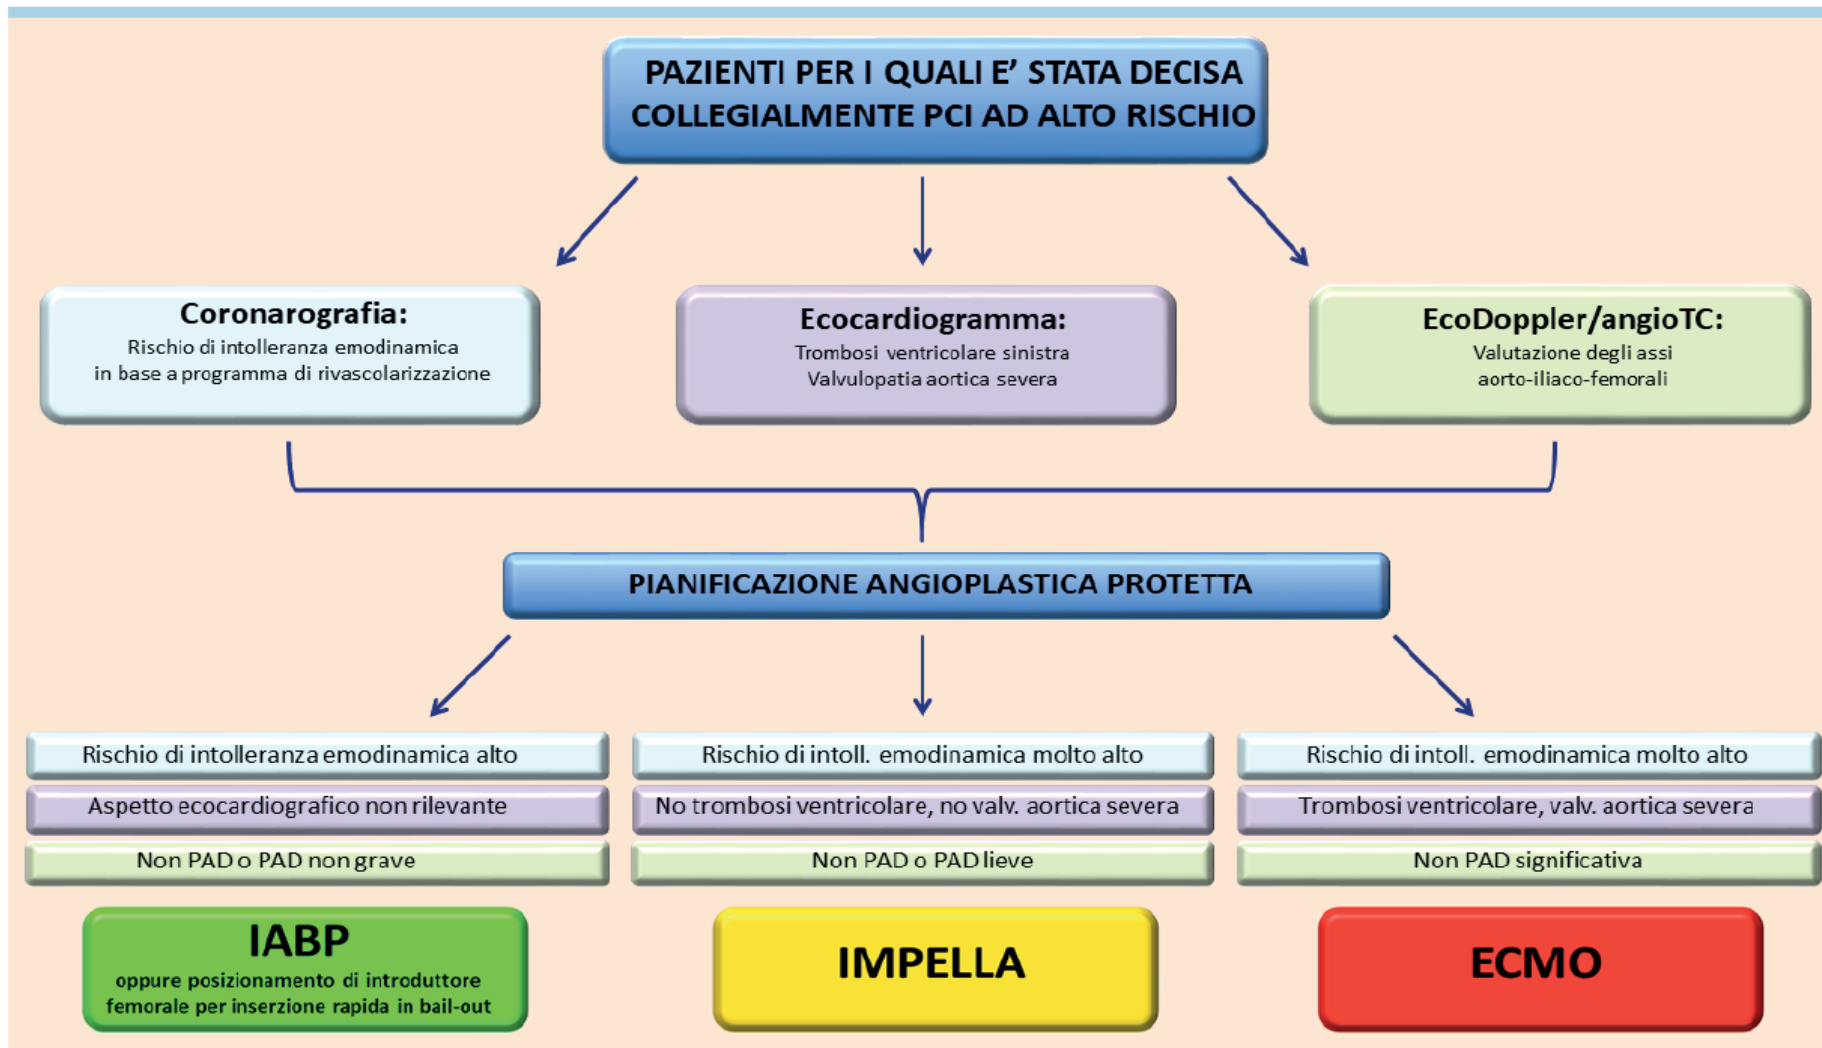 PAZIENTI PER I QUALI E’ STATA DECISA
COLLEGIALMENTE PCI AD ALTO RISCHIO
Coronarografia:
Rischio di intolleranza emodinamica
in base a programma di rivascolarizzazione
Ecocardiogramma:
Trombosi ventricolare sinistra
Valvulopatia aortica severa
EcoDoppler/angioTC:
Valutazione degli assi
aorto-iliaco-femorali
PIANIFICAZIONE ANGIOPLASTICA PROTETTA
Rischio di intolleranza emodinamica alto
Aspetto ecocardiografico non rilevante
Non PAD o PAD non grave
IABP
oppure posizionamento di introduttore
femorale per inserzione rapida in bail-out
Rischio di intoll. emodinamica molto alto
No trombosi ventricolare, no valv. aortica severa
Non PAD o PAD lieve
IMPELLA
Rischio di intoll. emodinamica molto alto
Trombosi ventricolare, valv. aortica severa
Non PAD significativa
ECMO